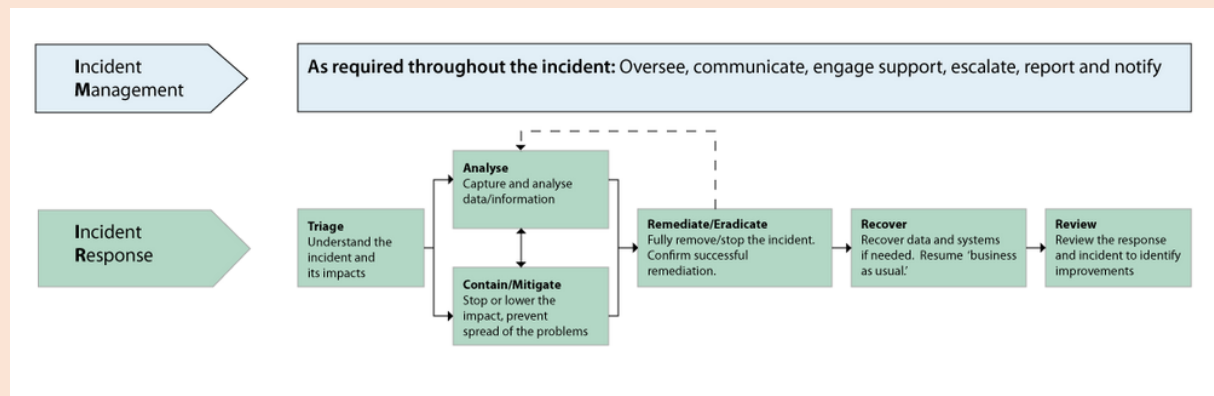 Incident
Management
As required throughout the incident: Oversee, communicate, engage support, escalate, report and notify
Incident
Response
Triage
Understand the
incident and
its impacts
Analyse
Capture and analyse
data/information
Contain/Mitigate
Stop or lower the
impact, prevent
spread of the problems
Remediate/Eradicate
Fully remove/stop the incident.
Confirm successful
remediation.
Recover
Recover data and systems
if needed. Resume ‘business
as usual.’
Review
Review the response
and incident to identify
improvements